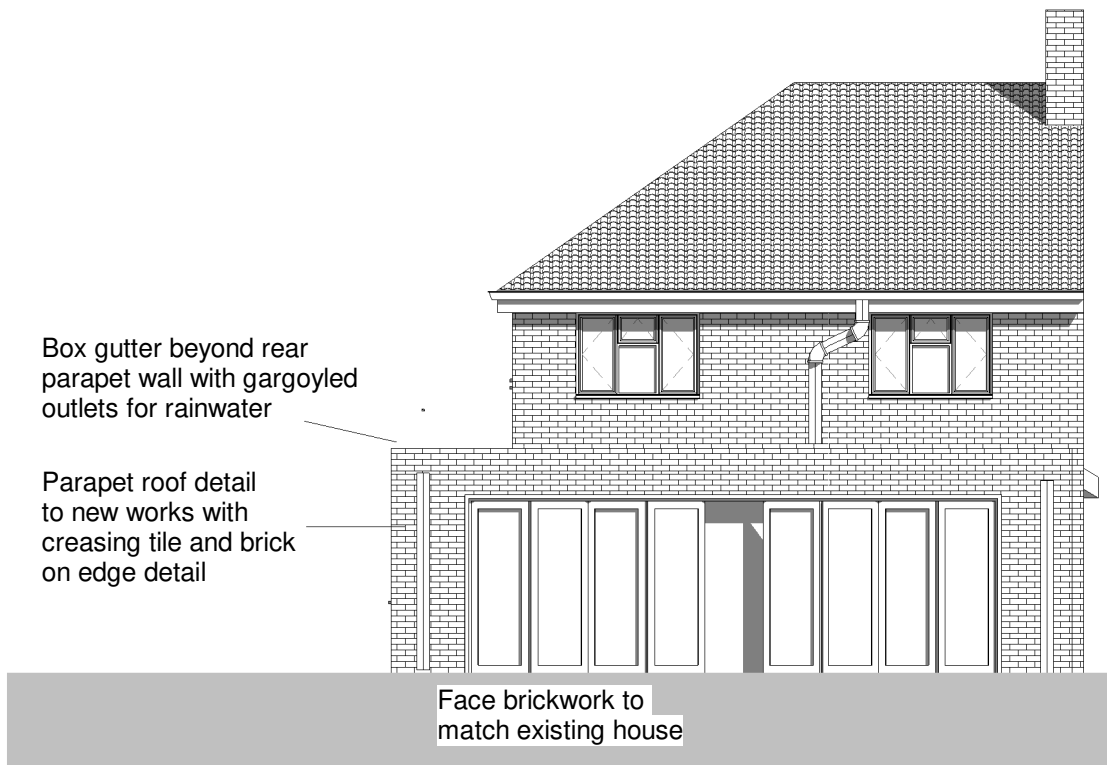 Box gutter beyond rear
parapet wall with gargoyled
outlets for rainwater
Parapet roof detail
to new works with
creasing tile and brick
on edge detail
Face brickwork to
match existing house